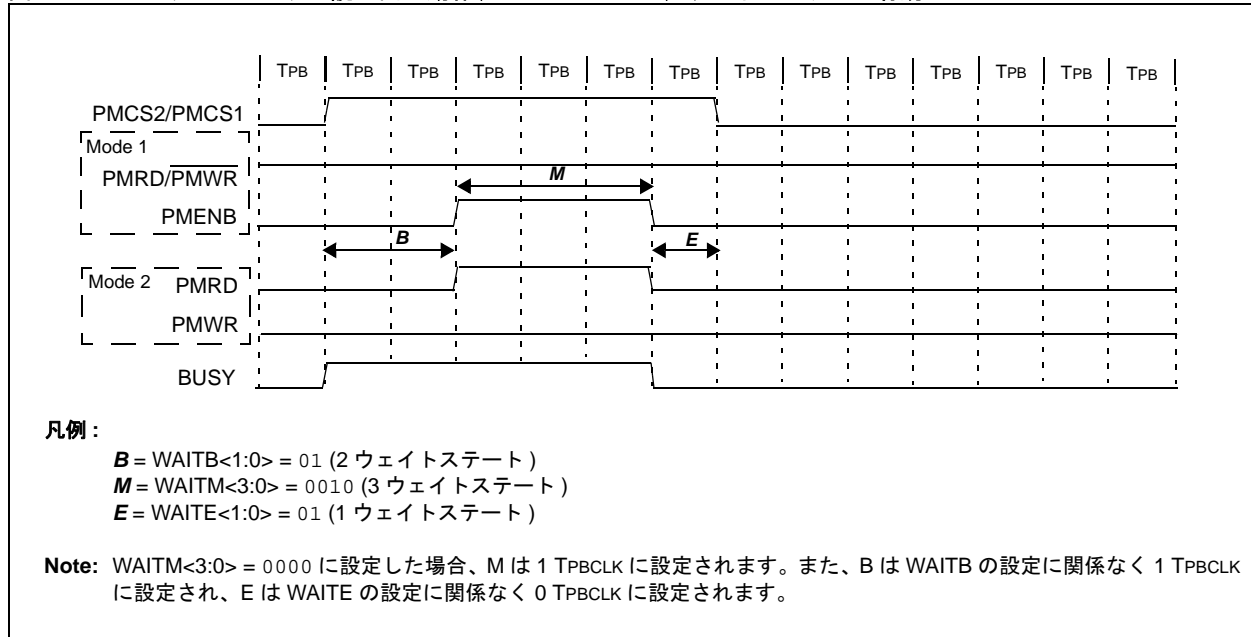 TPB TPB TPB TPB TPB TPB TPB TPB TPB TPB TPB TPB TPB TPB
PMCS2/PMCS1
Mode 1
PMRD/PMWR
M
PMENB
B
E
Mode 2
PMRD
PMWR
BUSY
凡例 :
B = WAITB<1:0> = 01 (2 ウェイトステート )
M = WAITM<3:0> = 0010 (3 ウェイトステート )
E = WAITE<1:0> = 01 (1 ウェイトステート )
Note: WAITM<3:0> = 0000 に設定した場合、M は 1 TPBCLK に設定されます。また、B は WAITB の設定に関係なく 1 TPBCLK
に設定され、E は WAITE の設定に関係なく 0 TPBCLK に設定されます。